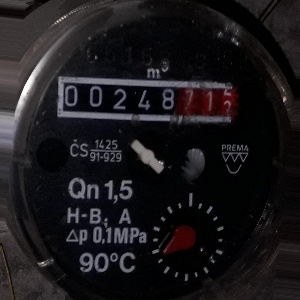 m³
00248712
ČS 1425
91-929
PREMA
Qn 1,5
H-B; A
Δp 0,1MPa
90°C